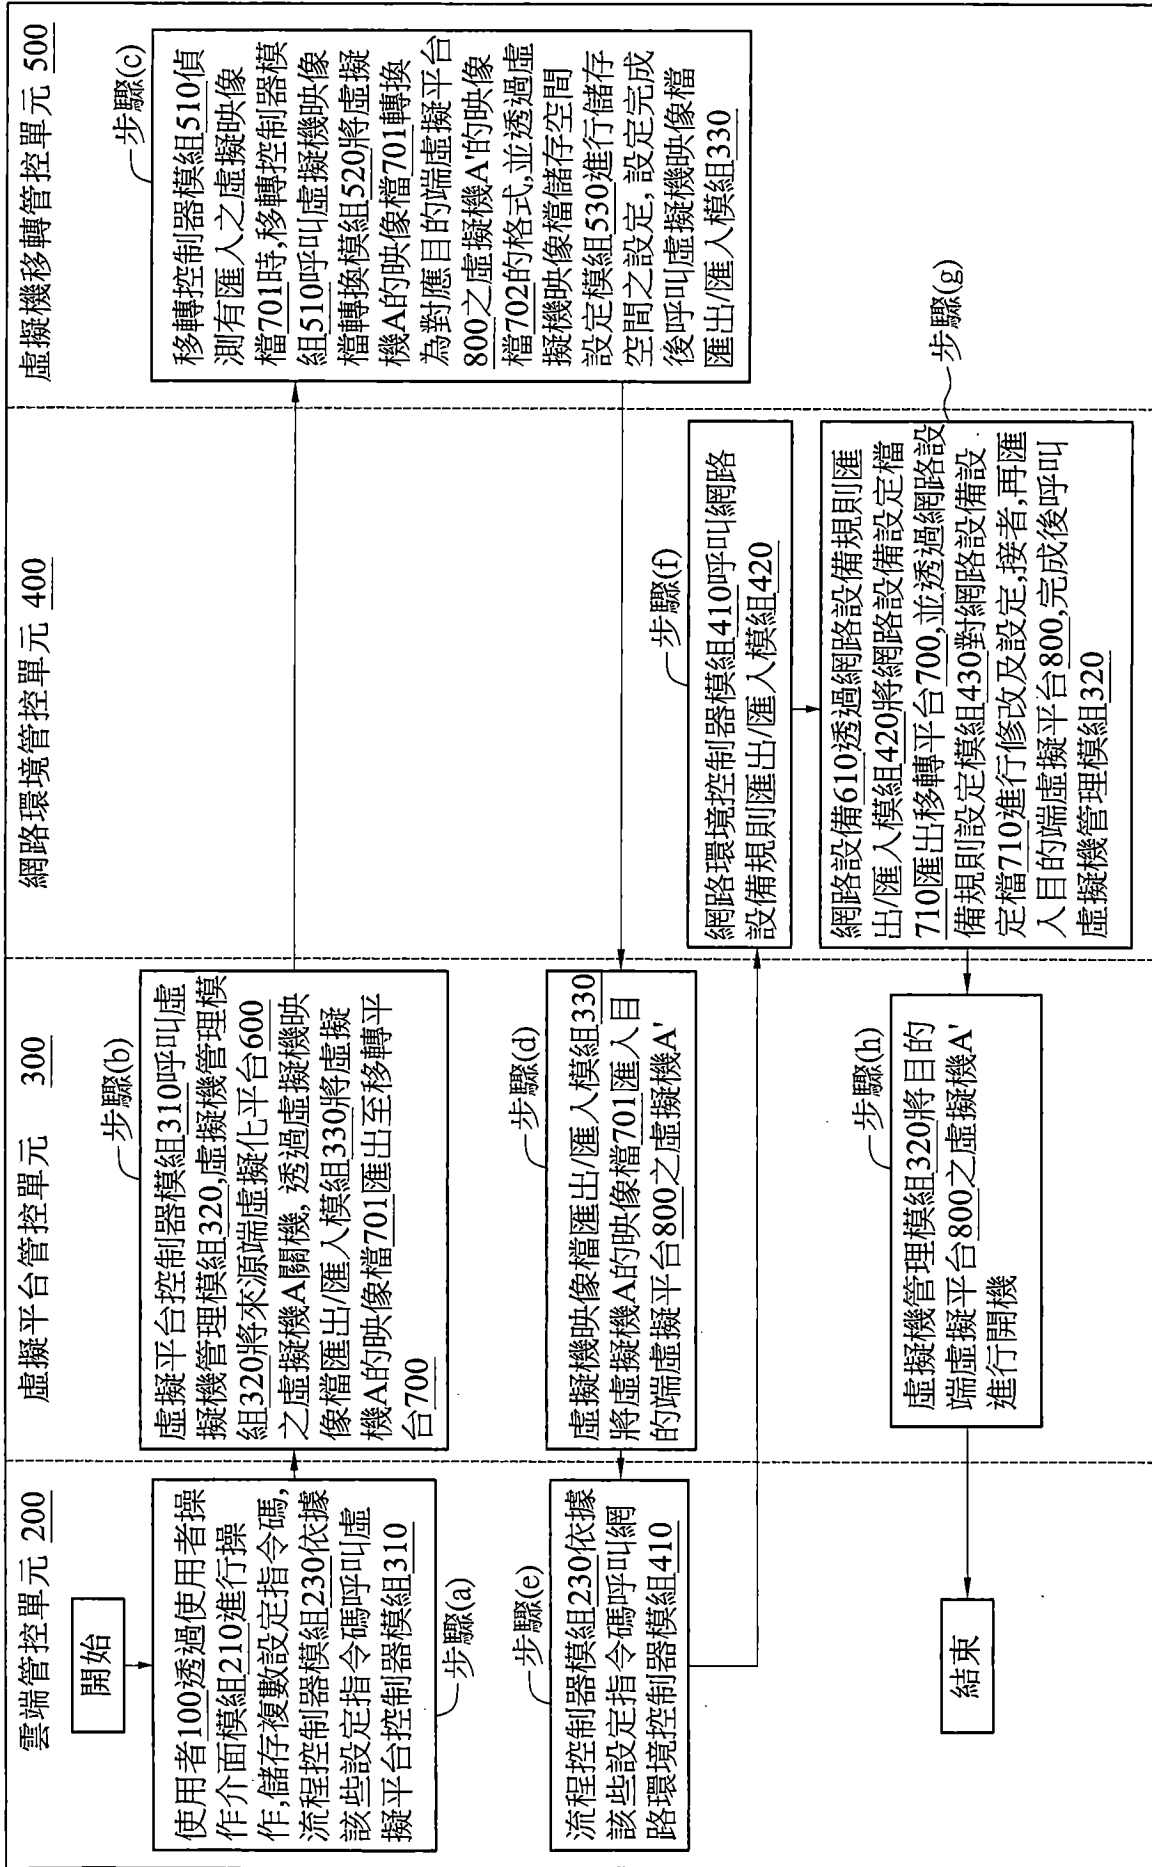 雲端管控單元 200
虛擬平台管控單元 300
網路環境管控單元 400
虛擬機移轉管控單元 500
開始
使用者100透過使用者操
作介面模組210進行操
作,儲存複數設定指令碼,
流程控制器模組230依據
該些設定指令碼呼叫虛
擬平台控制器模組310
步驟(a)
步驟(b)
虛擬平台控制器模組310呼叫虛
擬機管理模組320,虛擬機管理模
組320將來源端虛擬化平台600
之虛擬機A關機,透過虛擬機映
像檔匯出/匯入模組330將虛擬
機A的映像檔701匯出至移轉平
台700
步驟(c)
移轉控制器模組510偵
測有匯入之虛擬映像
檔701時,移轉控制器模
組510呼叫虛擬機映像
檔轉換模組520將虛擬
機A的映像檔701轉換
為對應目的端虛擬平台
800之虛擬機A'的映像
檔702的格式,並透過虛
擬機映像檔儲存空間
設定模組530進行儲存
空間之設定,設定完成
後呼叫虛擬機映像檔
匯出/匯入模組330
步驟(d)
虛擬機映像檔匯出/匯入模組330
將虛擬機A的映像檔701匯入目
的端虛擬平台800之虛擬機A'
步驟(e)
流程控制器模組230依據
該些設定指令碼呼叫網
路環境控制器模組410
步驟(f)
網路環境控制器模組410呼叫網路
設備規則匯出/匯入模組420
步驟(g)
網路設備610透過網路設備規則匯
出/匯入模組420將網路設備設定檔
710匯出移轉平台700,並透過網路設
備規則設定模組430對網路設備設
定檔710進行修改及設定,接者,再匯
入目的端虛擬平台800,完成後呼叫
虛擬機管理模組320
步驟(h)
虛擬機管理模組320將目的
端虛擬平台800之虛擬機A'
進行開機
結束